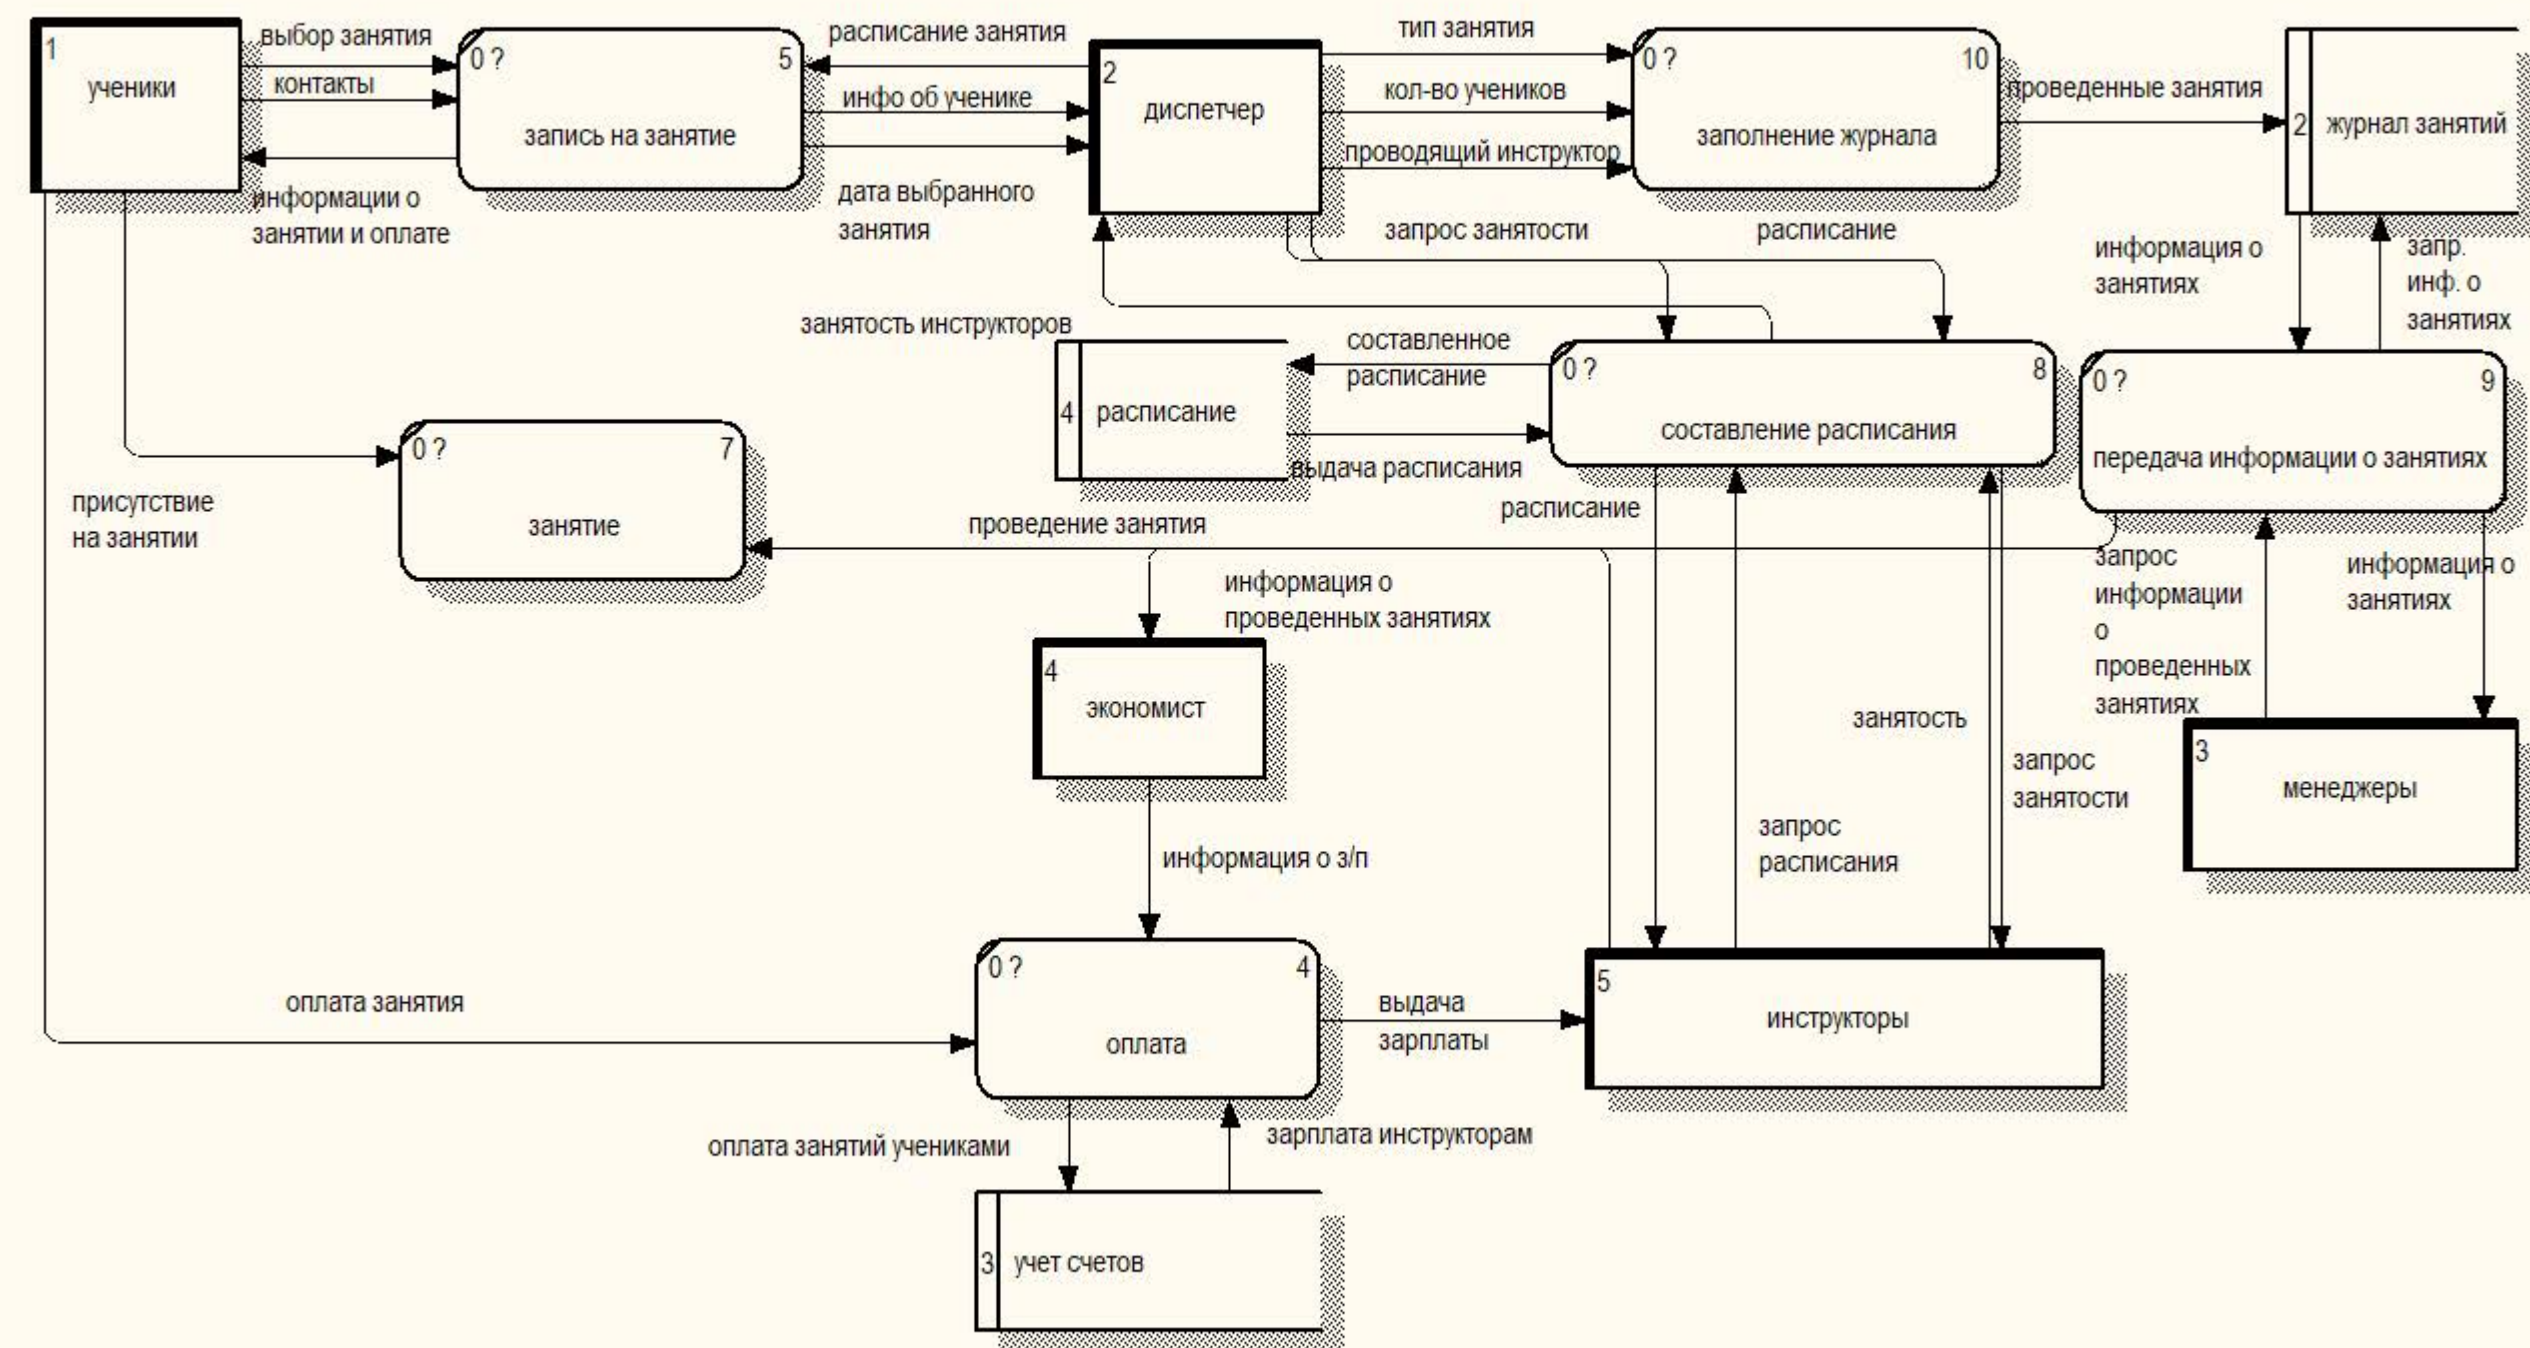 1
ученики
выбор занятия
контакты
информации о
занятии и оплате
0 ?
5
запись на занятие
расписание занятия
инфо об ученике
дата выбранного
занятия
2
диспетчер
тип занятия
кол-во учеников
проводящий инструктор
0 ?
10
заполнение журнала
проведенные занятия
2
журнал занятий
запрос занятости
расписание
информация о
занятиях
запр.
инф. о
занятиях
занятость инструкторов
4
расписание
составленное
расписание
выдача расписания
0 ?
8
составление расписания
0 ?
9
передача информации о занятиях
присутствие
на занятии
0 ?
7
занятие
проведение занятия
расписание
информация о
проведенных занятиях
запрос
информации
о
проведенных
занятиях
информация о
занятиях
4
экономист
занятость
запрос
занятости
3
менеджеры
запрос
расписания
информация о з/п
оплата занятия
0 ?
4
оплата
выдача
зарплаты
5
инструкторы
оплата занятий учениками
зарплата инструкторам
3
учет счетов